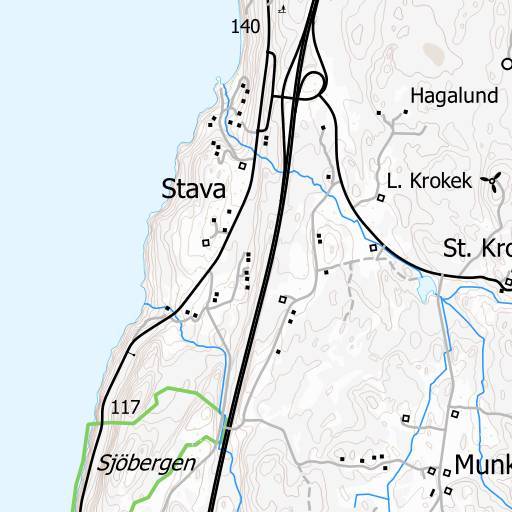 140
Hagalund
L. Krokek
Stava
St. Kro
117
Sjöbergen
Munk